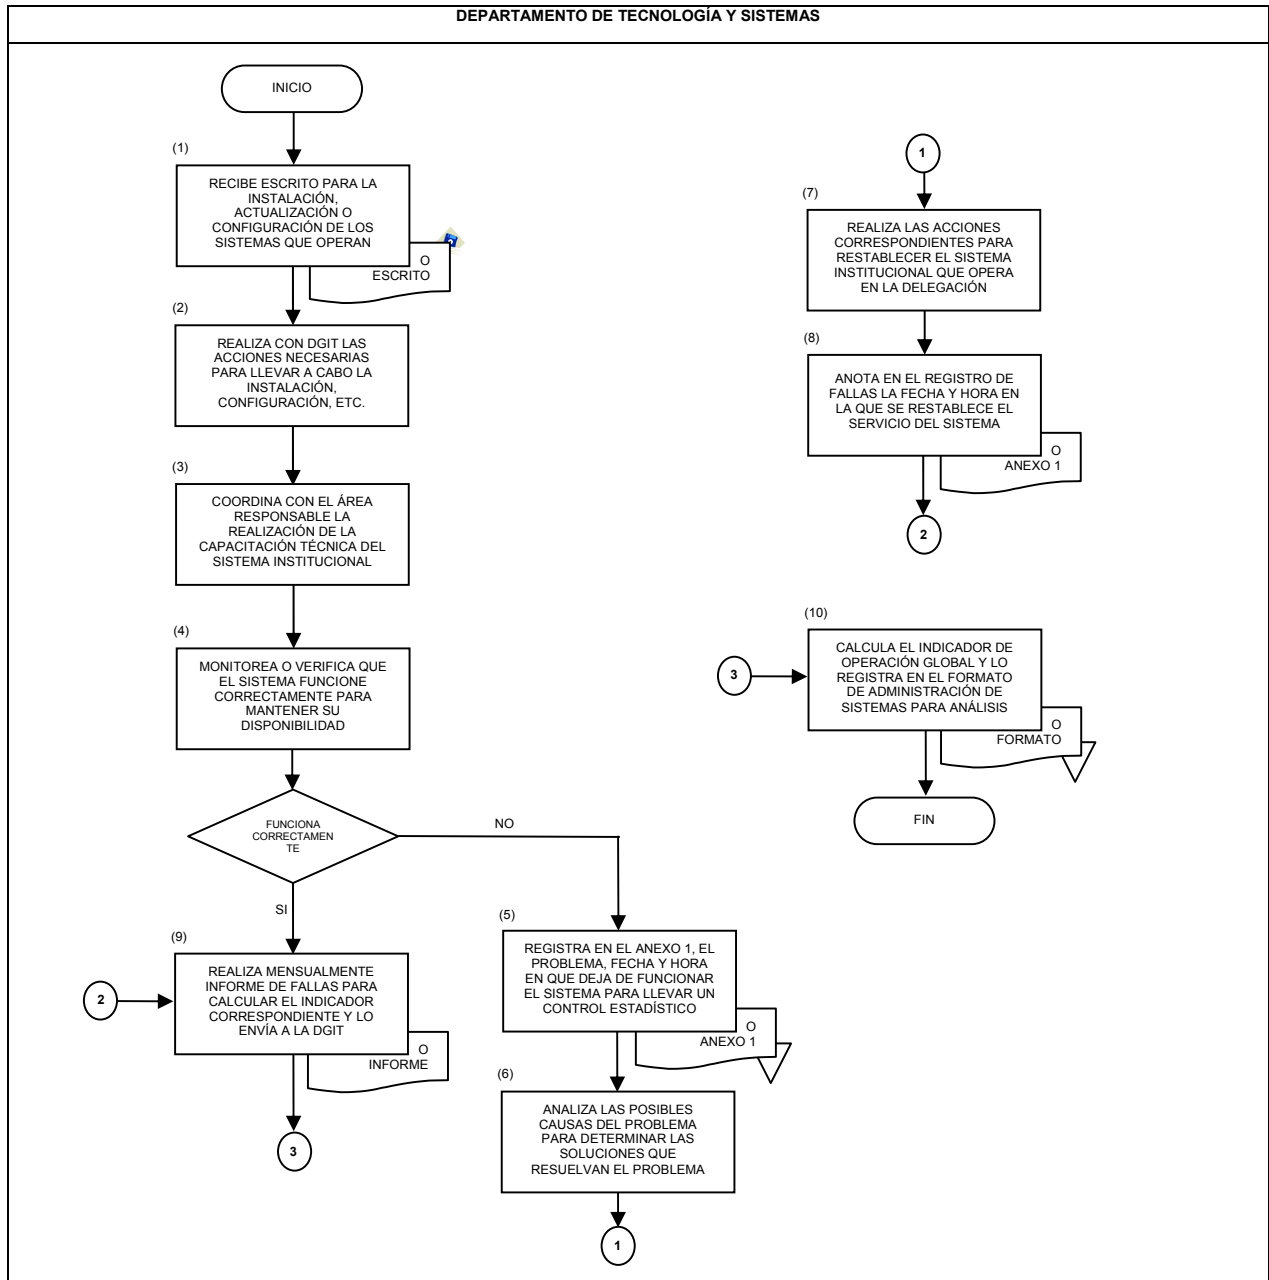 DEPARTAMENTO DE TECNOLOGÍA Y SISTEMAS
INICIO
(1)
RECIBE ESCRITO PARA LA
INSTALACIÓN,
ACTUALIZACIÓN O
CONFIGURACIÓN DE LOS
SISTEMAS QUE OPERAN
O
ESCRITO
(2)
REALIZA CON DGIT LAS
ACCIONES NECESARIAS
PARA LLEVAR A CABO LA
INSTALACIÓN,
CONFIGURACIÓN, ETC.
(3)
COORDINA CON EL ÁREA
RESPONSABLE LA
REALIZACIÓN DE LA
CAPACITACIÓN TÉCNICA DEL
SISTEMA INSTITUCIONAL
(4)
MONITOREA O VERIFICA QUE
EL SISTEMA FUNCIONE
CORRECTAMENTE PARA
MANTENER SU
DISPONIBILIDAD
FUNCIONA
CORRECTAMEN
TE
NO
SI
(9)
REALIZA MENSUALMENTE
INFORME DE FALLAS PARA
CALCULAR EL INDICADOR
CORRESPONDIENTE Y LO
ENVÍA A LA DGIT
2
O
INFORME
3
(5)
REGISTRA EN EL ANEXO 1, EL
PROBLEMA, FECHA Y HORA
EN QUE DEJA DE FUNCIONAR
EL SISTEMA PARA LLEVAR UN
CONTROL ESTADÍSTICO
O
ANEXO 1
(6)
ANALIZA LAS POSIBLES
CAUSAS DEL PROBLEMA
PARA DETERMINAR LAS
SOLUCIONES QUE
RESUELVAN EL PROBLEMA
1
1
(7)
REALIZA LAS ACCIONES
CORRESPONDIENTES PARA
RESTABLECER EL SISTEMA
INSTITUCIONAL QUE OPERA
EN LA DELEGACIÓN
(8)
ANOTA EN EL REGISTRO DE
FALLAS LA FECHA Y HORA EN
LA QUE SE RESTABLECE EL
SERVICIO DEL SISTEMA
O
ANEXO 1
2
(10)
3
CALCULA EL INDICADOR DE
OPERACIÓN GLOBAL Y LO
REGISTRA EN EL FORMATO
DE ADMINISTRACIÓN DE
SISTEMAS PARA ANÁLISIS
O
FORMATO
FIN